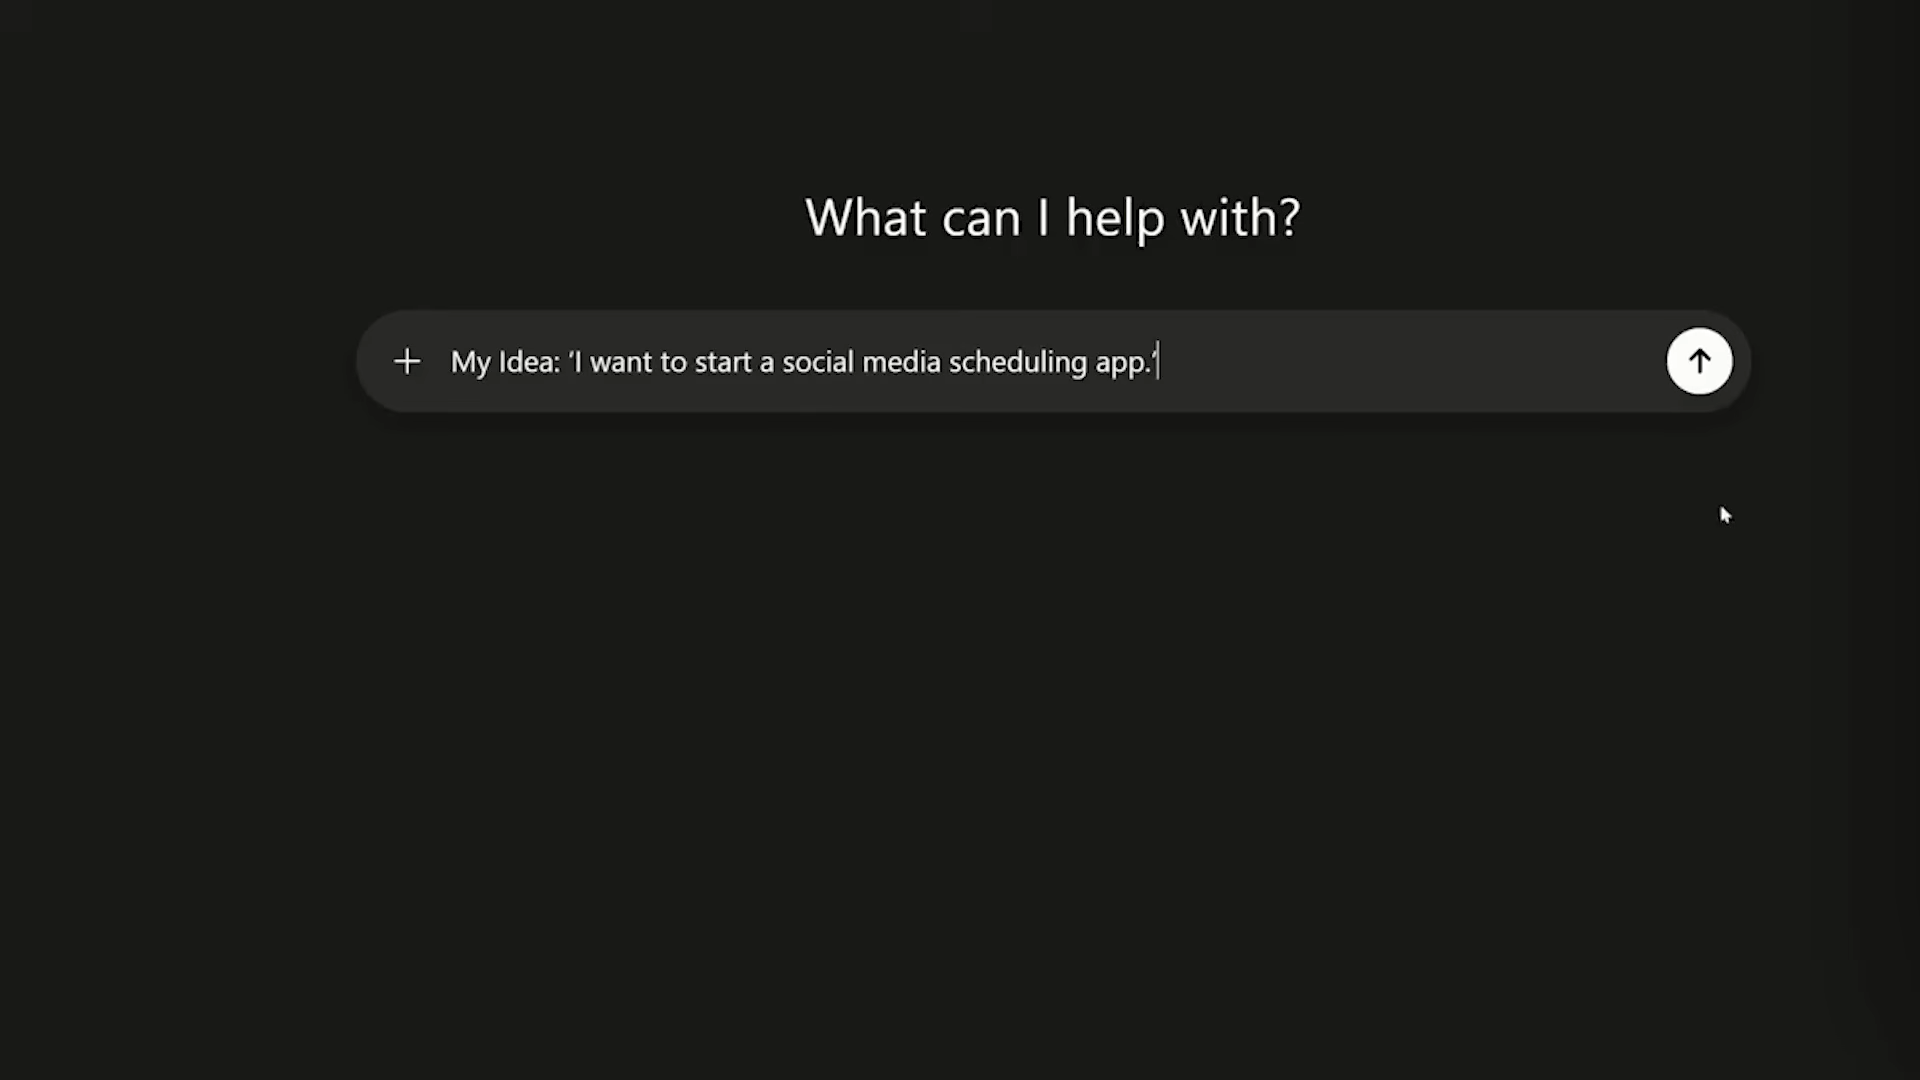 What can I help with?
My Idea: ‘I want to start a social media scheduling app.’